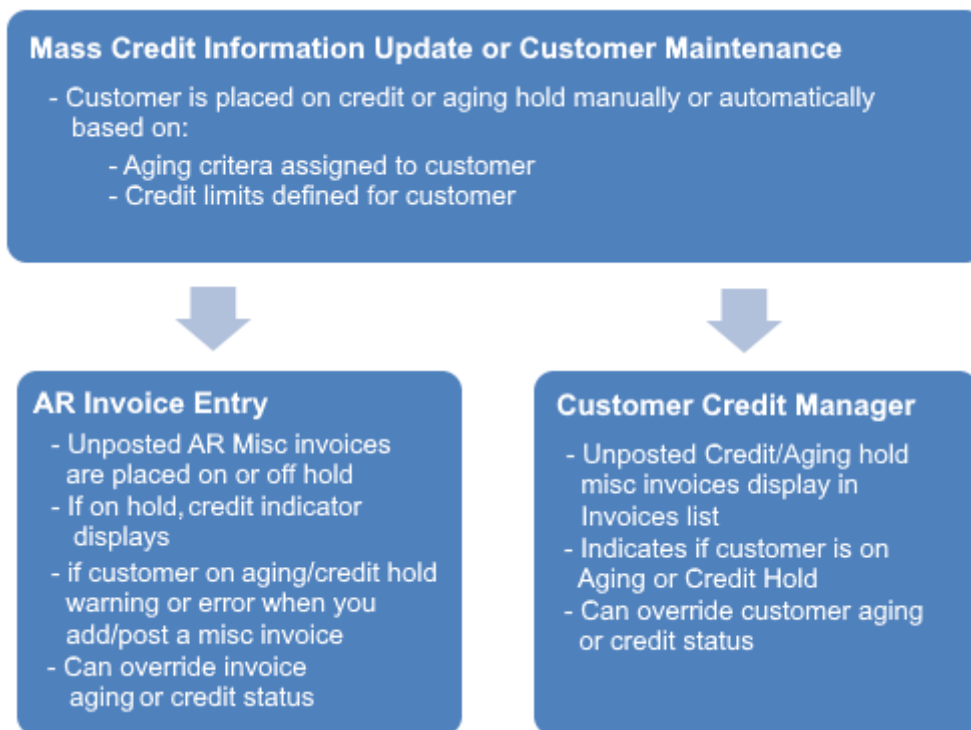 Mass Credit Information Update or Customer Maintenance
- Customer is placed on credit or aging hold manually or automatically
based on:
- Aging critera assigned to customer
- Credit limits defined for customer
AR Invoice Entry
- Unposted AR Misc invoices
are placed on or off hold
- If on hold, credit indicator
displays
- if customer on aging/credit hold
warning or error when you
add/post a misc invoice
- Can override invoice
aging or credit status
Customer Credit Manager
- Unposted Credit/Aging hold
misc invoices display in
Invoices list
- Indicates if customer is on
Aging or Credit Hold
- Can override customer aging
or credit status